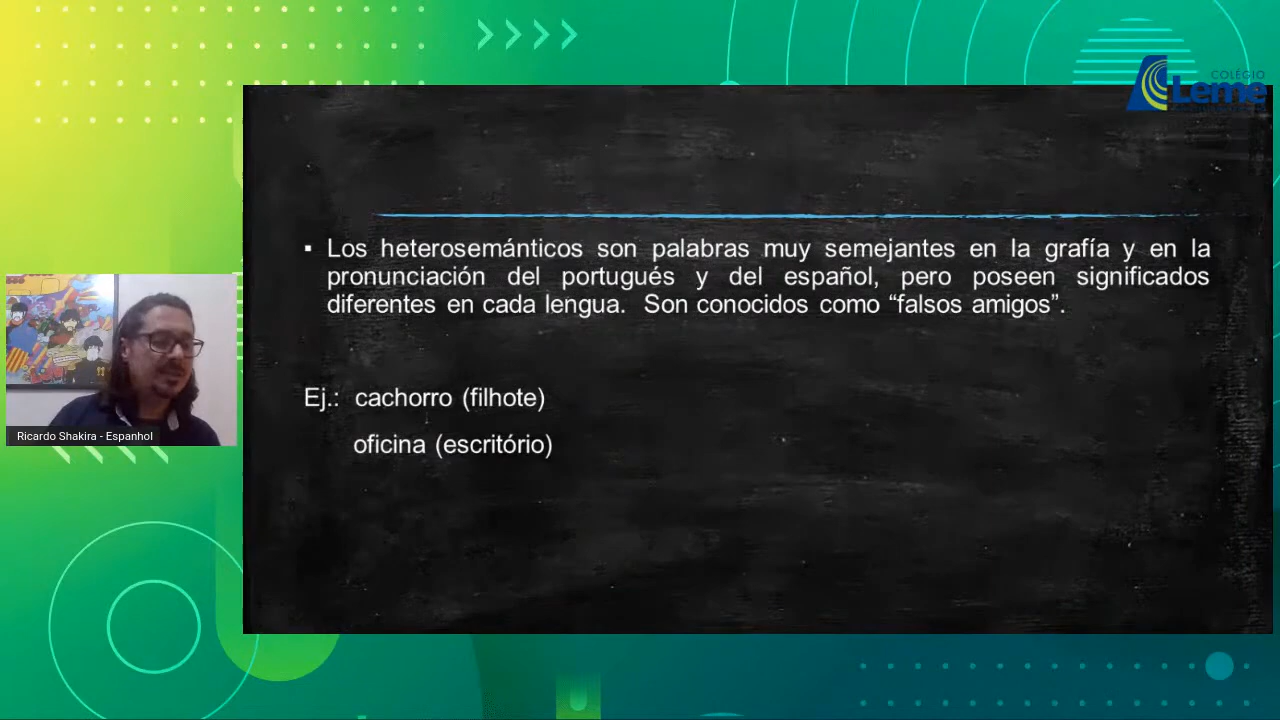 COLÉGIO
Leme
▪ Los heterosemánticos son palabras muy semejantes en la grafía y en la
pronunciación del portugués y del español, pero poseen significados
diferentes en cada lengua. Son conocidos como “falsos amigos”.
Ej.: cachorro (filhote)
oficina (escritório)
Ricardo Shakira - Espanhol